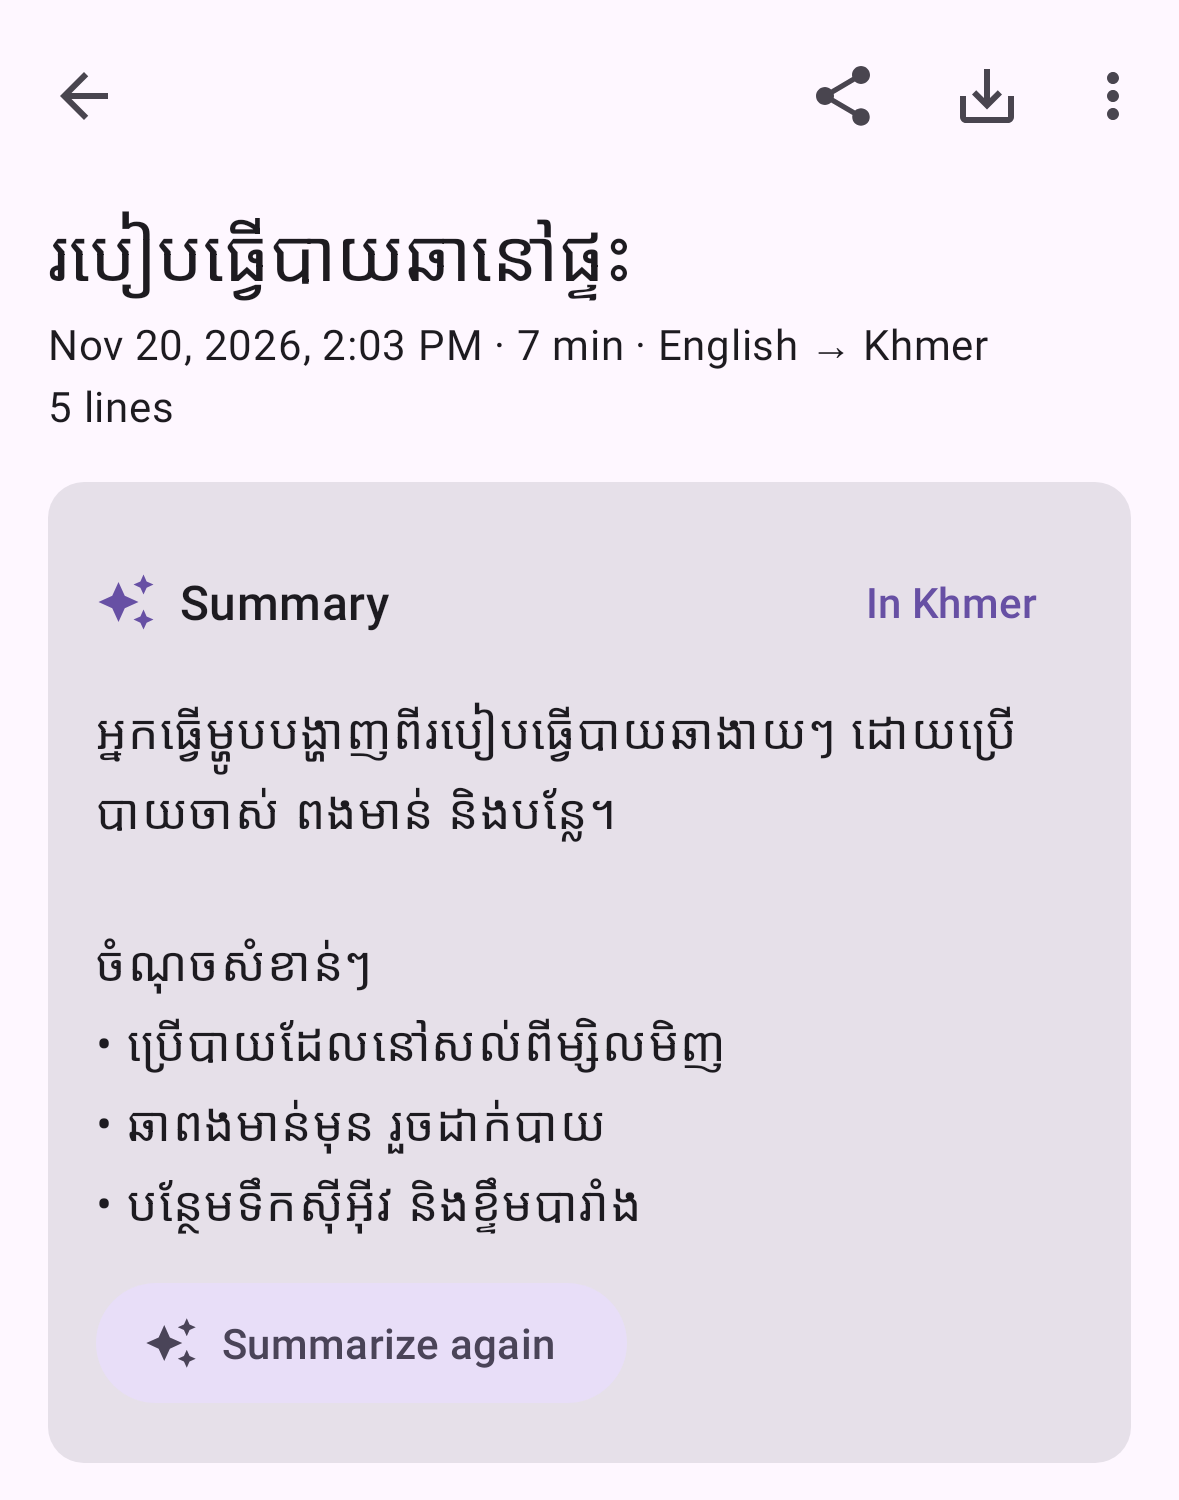 របៀបធ្វើបាយឆានៅផ្ទះ
Nov 20, 2026, 2:03 PM · 7 min · English → Khmer
5 lines
Summary
In Khmer
អ្នកធ្វើម្ហូបបង្ហាញពីរបៀបធ្វើបាយឆាងាយៗ ដោយប្រើ
បាយចាស់ ពងមាន់ និងបន្លែ។
ចំណុចសំខាន់ៗ
• ប្រើបាយដែលនៅសល់ពីម្សិលមិញ
• ឆាពងមាន់មុន រួចដាក់បាយ
• បន្ថែមទឹកស៊ីអ៊ីវ និងខ្ទឹមបារាំង
Summarize again